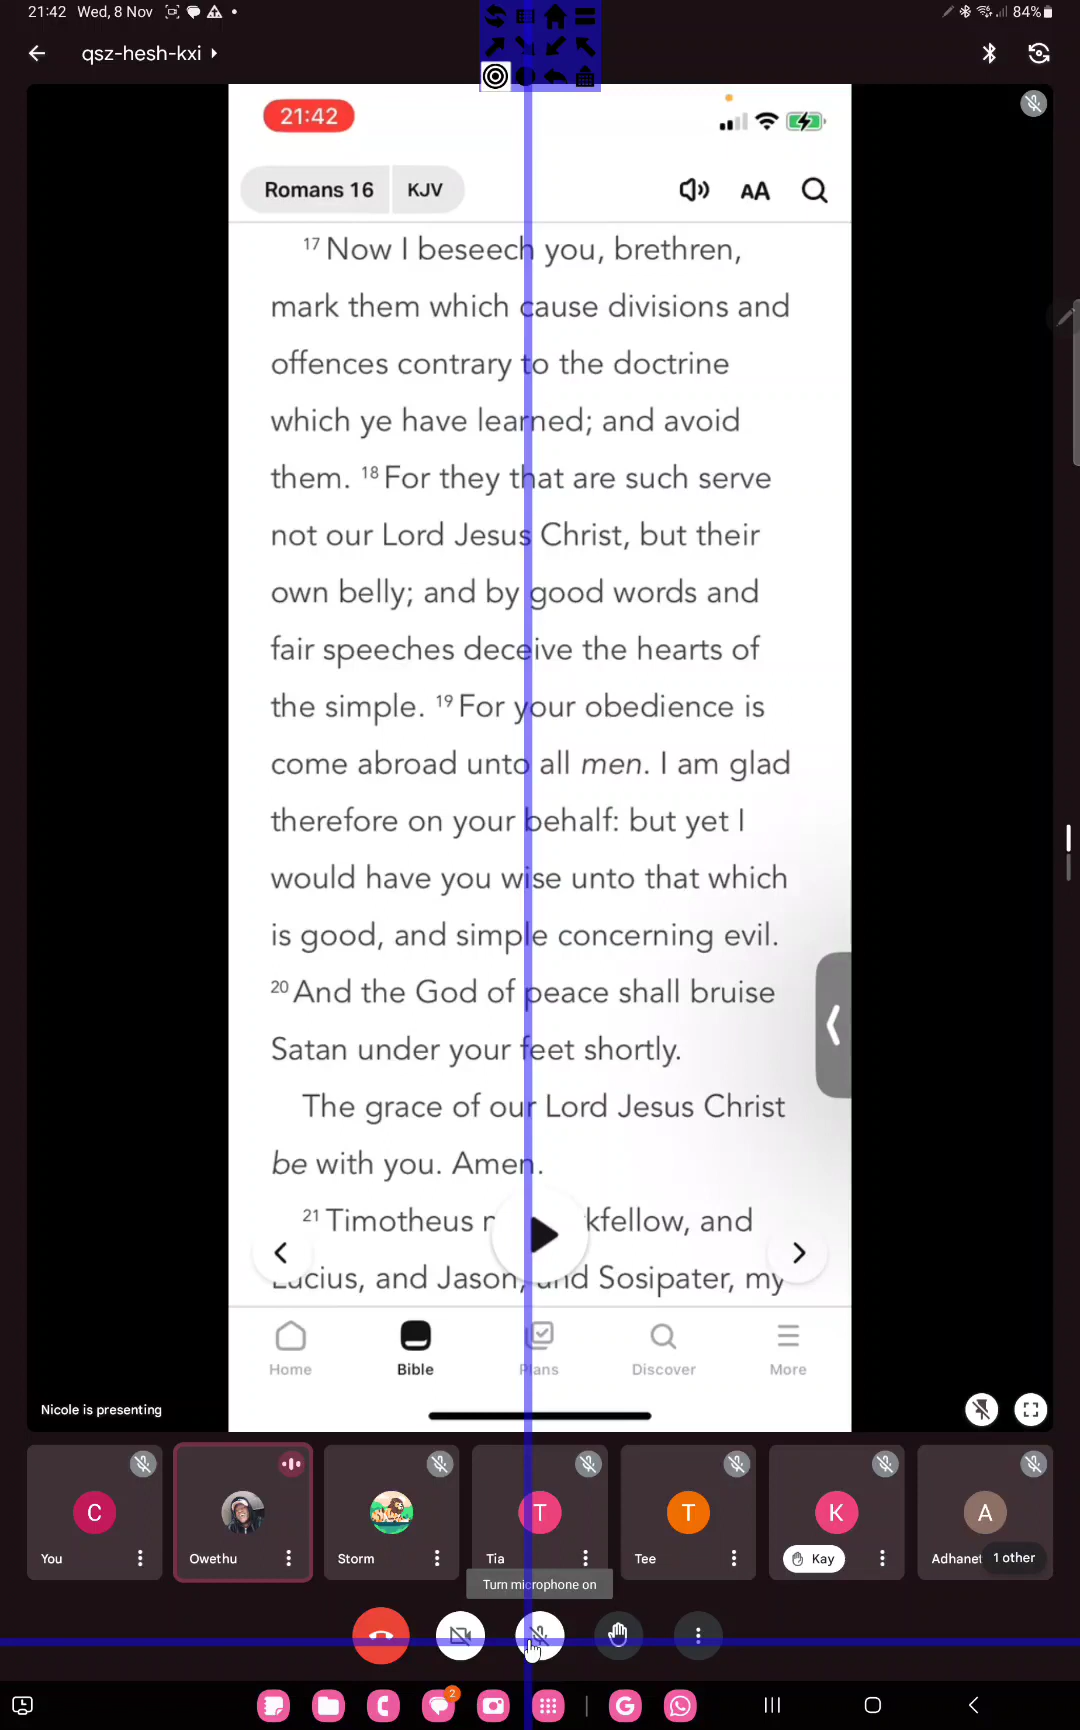 21:42 Wed, 8 Nov
84%
qsz-hesh-kxi
21:42
Romans 16 KJV
AA
17 Now I beseech you, brethren,
mark them which cause divisions and
offences contrary to the doctrine
which ye have learned; and avoid
them. 18 For they that are such serve
not our Lord Jesus Christ, but their
own belly; and by good words and
fair speeches deceive the hearts of
the simple. 19 For your obedience is
come abroad unto all men. I am glad
therefore on your behalf: but yet I
would have you wise unto that which
is good, and simple concerning evil.
20 And the God of peace shall bruise
Satan under your feet shortly.
The grace of our Lord Jesus Christ
be with you. Amen.
21 Timotheus kfellow, and
Lucius, and Jason, and Sosipater, my
Home Bible Plans Discover More
Nicole is presenting
C T T K A
You Owethu Storm Tia Tee Kay Adhane 1 other
Turn microphone on
2
G